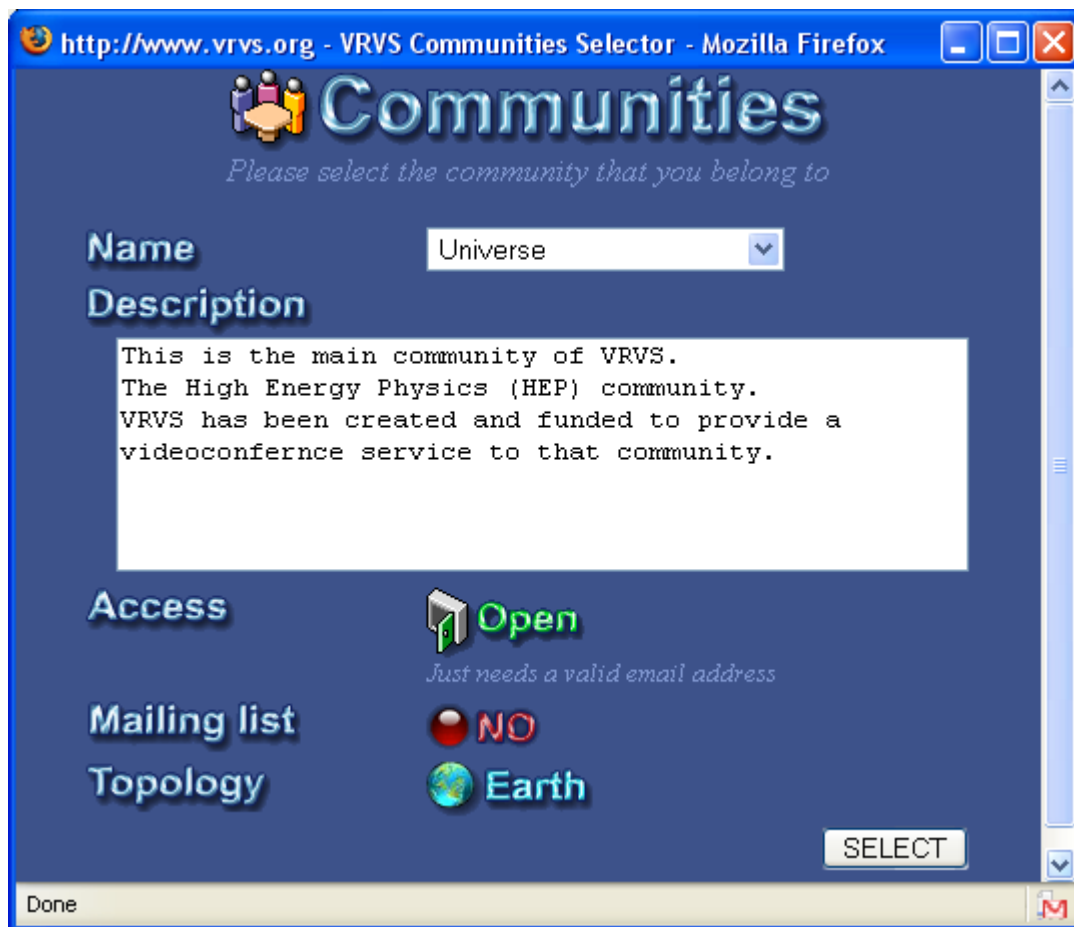 http://www.vrvs.org - VRVS Communities Selector - Mozilla Firefox
Communities
Please select the community that you belong to
Name
Universe
Description
This is the main community of VRVS.
The High Energy Physics (HEP) community.
VRVS has been created and funded to provide a
videoconfernce service to that community.
Access
Open
Just needs a valid email address
Mailing list
NO
Topology
Earth
SELECT
Done